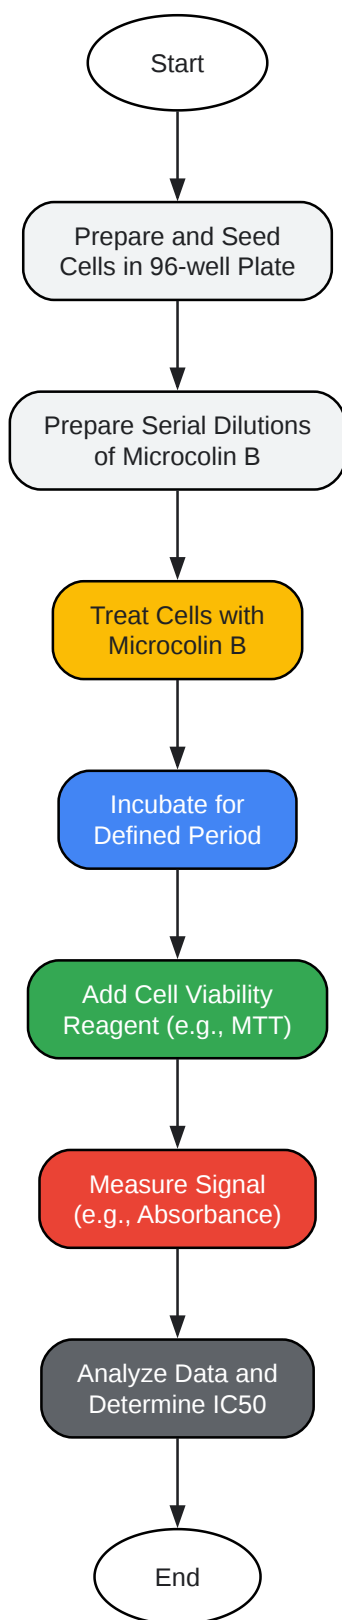 Start
Prepare and Seed
Cells in 96-well Plate
Prepare Serial Dilutions
of Microcolin B
Treat Cells with
Microcolin B
Incubate for
Defined Period
Add Cell Viability
Reagent (e.g., MTT)
Measure Signal
(e.g., Absorbance)
Analyze Data and
Determine IC50
End